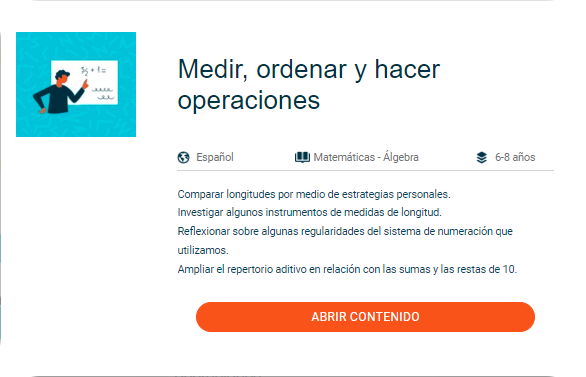 Medir, ordenar y hacer
operaciones
Español
Matemáticas - Álgebra
6-8 años
Comparar longitudes por medio de estrategias personales.
Investigar algunos instrumentos de medidas de longitud.
Reflexionar sobre algunas regularidades del sistema de numeración que
utilizamos.
Ampliar el repertorio aditivo en relación con las sumas y las restas de 10.
ABRIR CONTENIDO